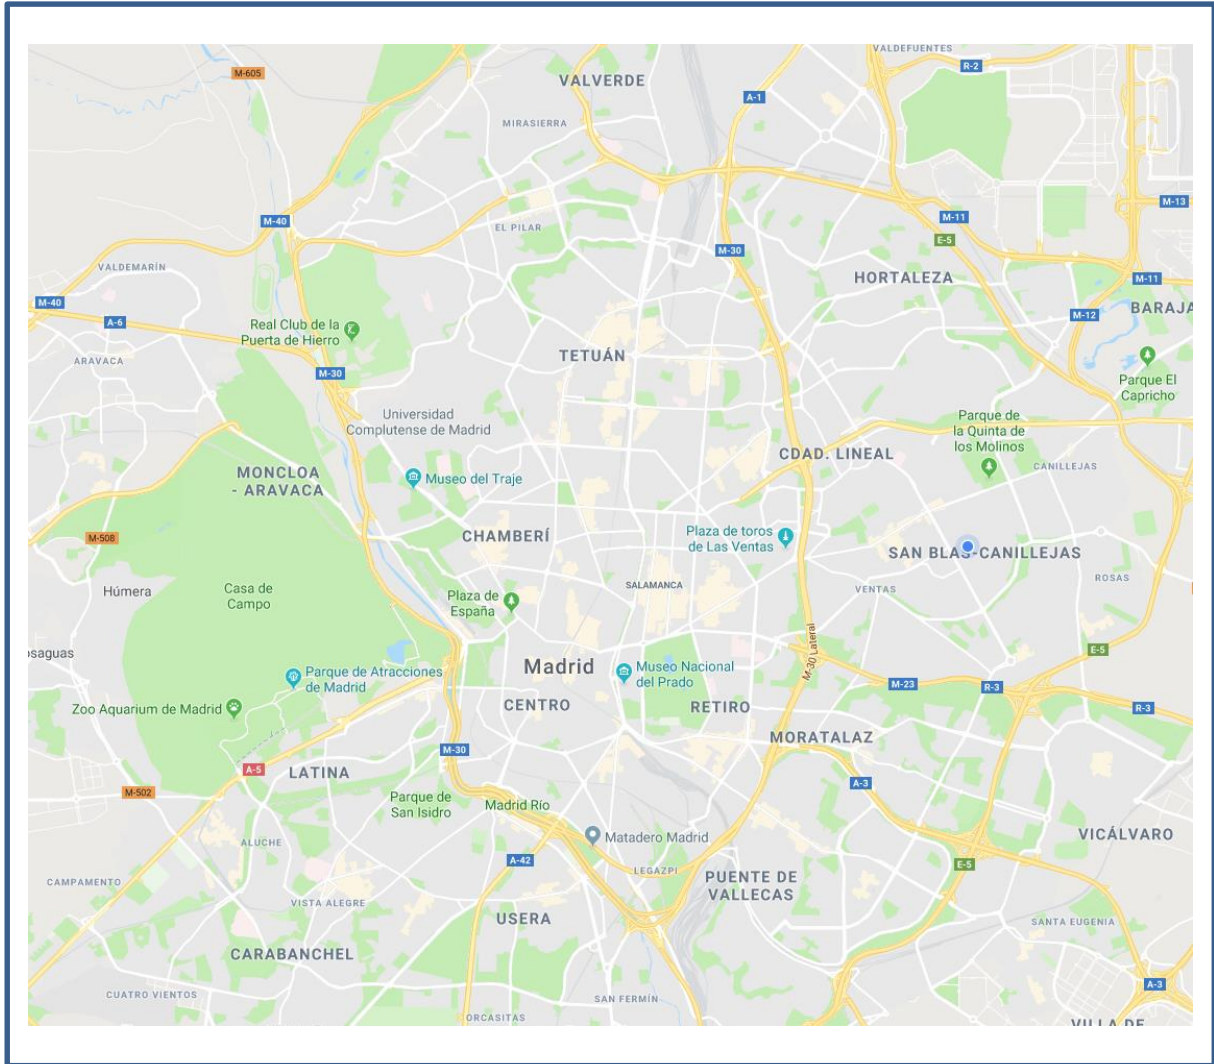 VALDEFUENTES
R-2
M-605
VALVERDE
A-1
MIRASIERRA
M-13
M-40
M-11
EL PILAR
E-5
M-30
VALDEMARÍN
HORTALEZA
M-11
M-40
A-6
M-12
BARAJA
Real Club de la
Puerta de Hierro
TETUÁN
ARAVACA
M-30
Parque El
Capricho
Universidad
Complutense de Madrid
Parque de
la Quinta de
los Molinos
CDAD. LINEAL
CANILLEJAS
MONCLOA
- ARAVACA
Museo del Traje
M-508
CHAMBERÍ
Plaza de toros
de Las Ventas
SAN BLAS-CANILLEJAS
ROSAS
Húmera
Casa de
Campo
Plaza de
España
SALAMANCA
VENTAS
osaguas
M-30 Lateral
E-5
Parque de Atracciones
de Madrid
Madrid
Museo Nacional
del Prado
M-23
R-3
Zoo Aquarium de Madrid
CENTRO
RETIRO
R-3
MORATALAZ
M-30
A-5
LATINA
A-3
M-502
Parque de
San Isidro
Madrid Río
Matadero Madrid
VICÁLVARO
ALUCHE
A-42
LEGAZPI
E-5
CAMPAMENTO
PUENTE DE
VALLECAS
VISTA ALEGRE
USERA
SANTA EUGENIA
CARABANCHEL
A-3
CUATRO VIENTOS
SAN FERMÍN
ORCASITAS
VILLA DE